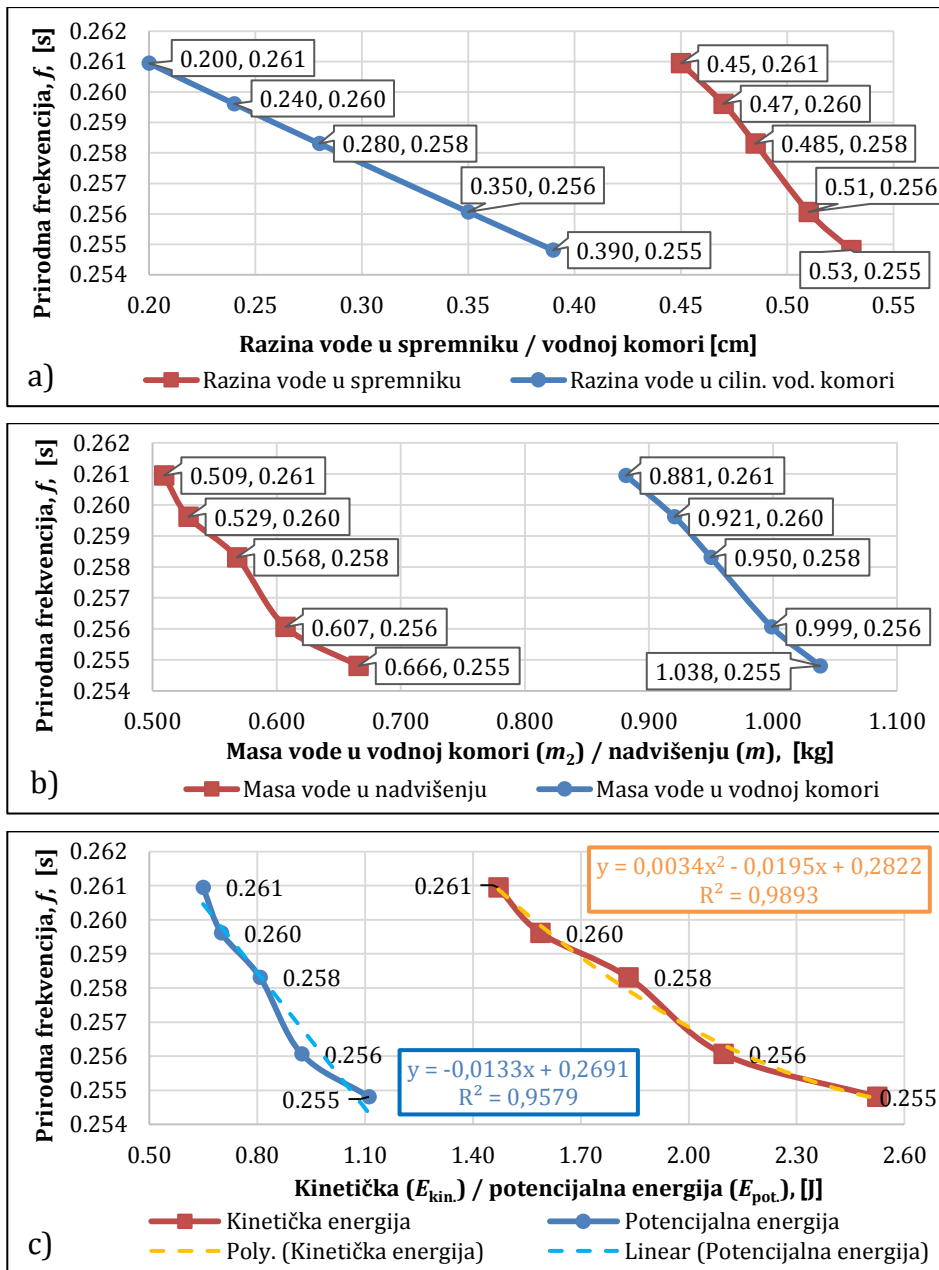 Prirodna frekvencija, f, [s]
0.262
0.261
0.260
0.259
0.258
0.257
0.256
0.255
0.254
0.200, 0.261
0.240, 0.260
0.280, 0.258
0.350, 0.256
0.390, 0.255
0.45, 0.261
0.47, 0.260
0.485, 0.258
0.51, 0.256
0.53, 0.255
0.20 0.25 0.30 0.35 0.40 0.45 0.50 0.55
Razina vode u spremniku / vodnoj komori [cm]
a)
Razina vode u spremniku Razina vode u cilin. vod. komori
Prirodna frekvencija, f, [s]
0.262
0.261
0.260
0.259
0.258
0.257
0.256
0.255
0.254
0.509, 0.261
0.529, 0.260
0.568, 0.258
0.607, 0.256
0.666, 0.255
0.881, 0.261
0.921, 0.260
0.950, 0.258
0.999, 0.256
1.038, 0.255
0.500 0.600 0.700 0.800 0.900 1.000 1.100
Masa vode u vodnoj komori (m₂) / nadvišenju (m), [kg]
b)
Masa vode u nadvišenju Masa vode u vodnoj komori
Prirodna frekvencija, f, [s]
0.262
0.261
0.260
0.259
0.258
0.257
0.256
0.255
0.254
0.261
0.260
0.258
0.256
0.255
y = -0,0133x + 0,2691
R² = 0,9579
0.261
0.260
0.258
0.256
0.255
y = 0,0034x² - 0,0195x + 0,2822
R² = 0,9893
0.50 0.80 1.10 1.40 1.70 2.00 2.30 2.60
Kinetička (Ekin.) / potencijalna energija (Epot.), [J]
Kinetička energija Potencijalna energija
c)
Poly. (Kinetička energija) Linear (Potencijalna energija)